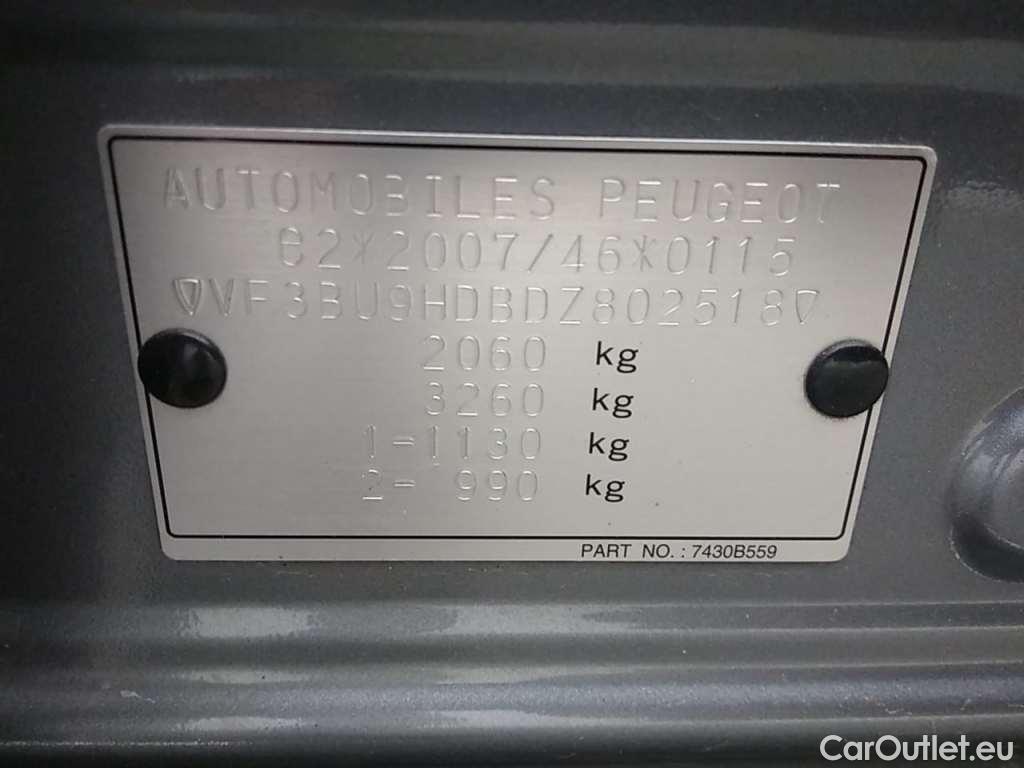 AUTOMOBILES PEUGEOT
e2*2007/46*0115
VF3BU9HDBDZ802518
2060 kg
3260 kg
1-1130 kg
2- 990 kg
PART NO. : 7430B559
CarOutlet.eu